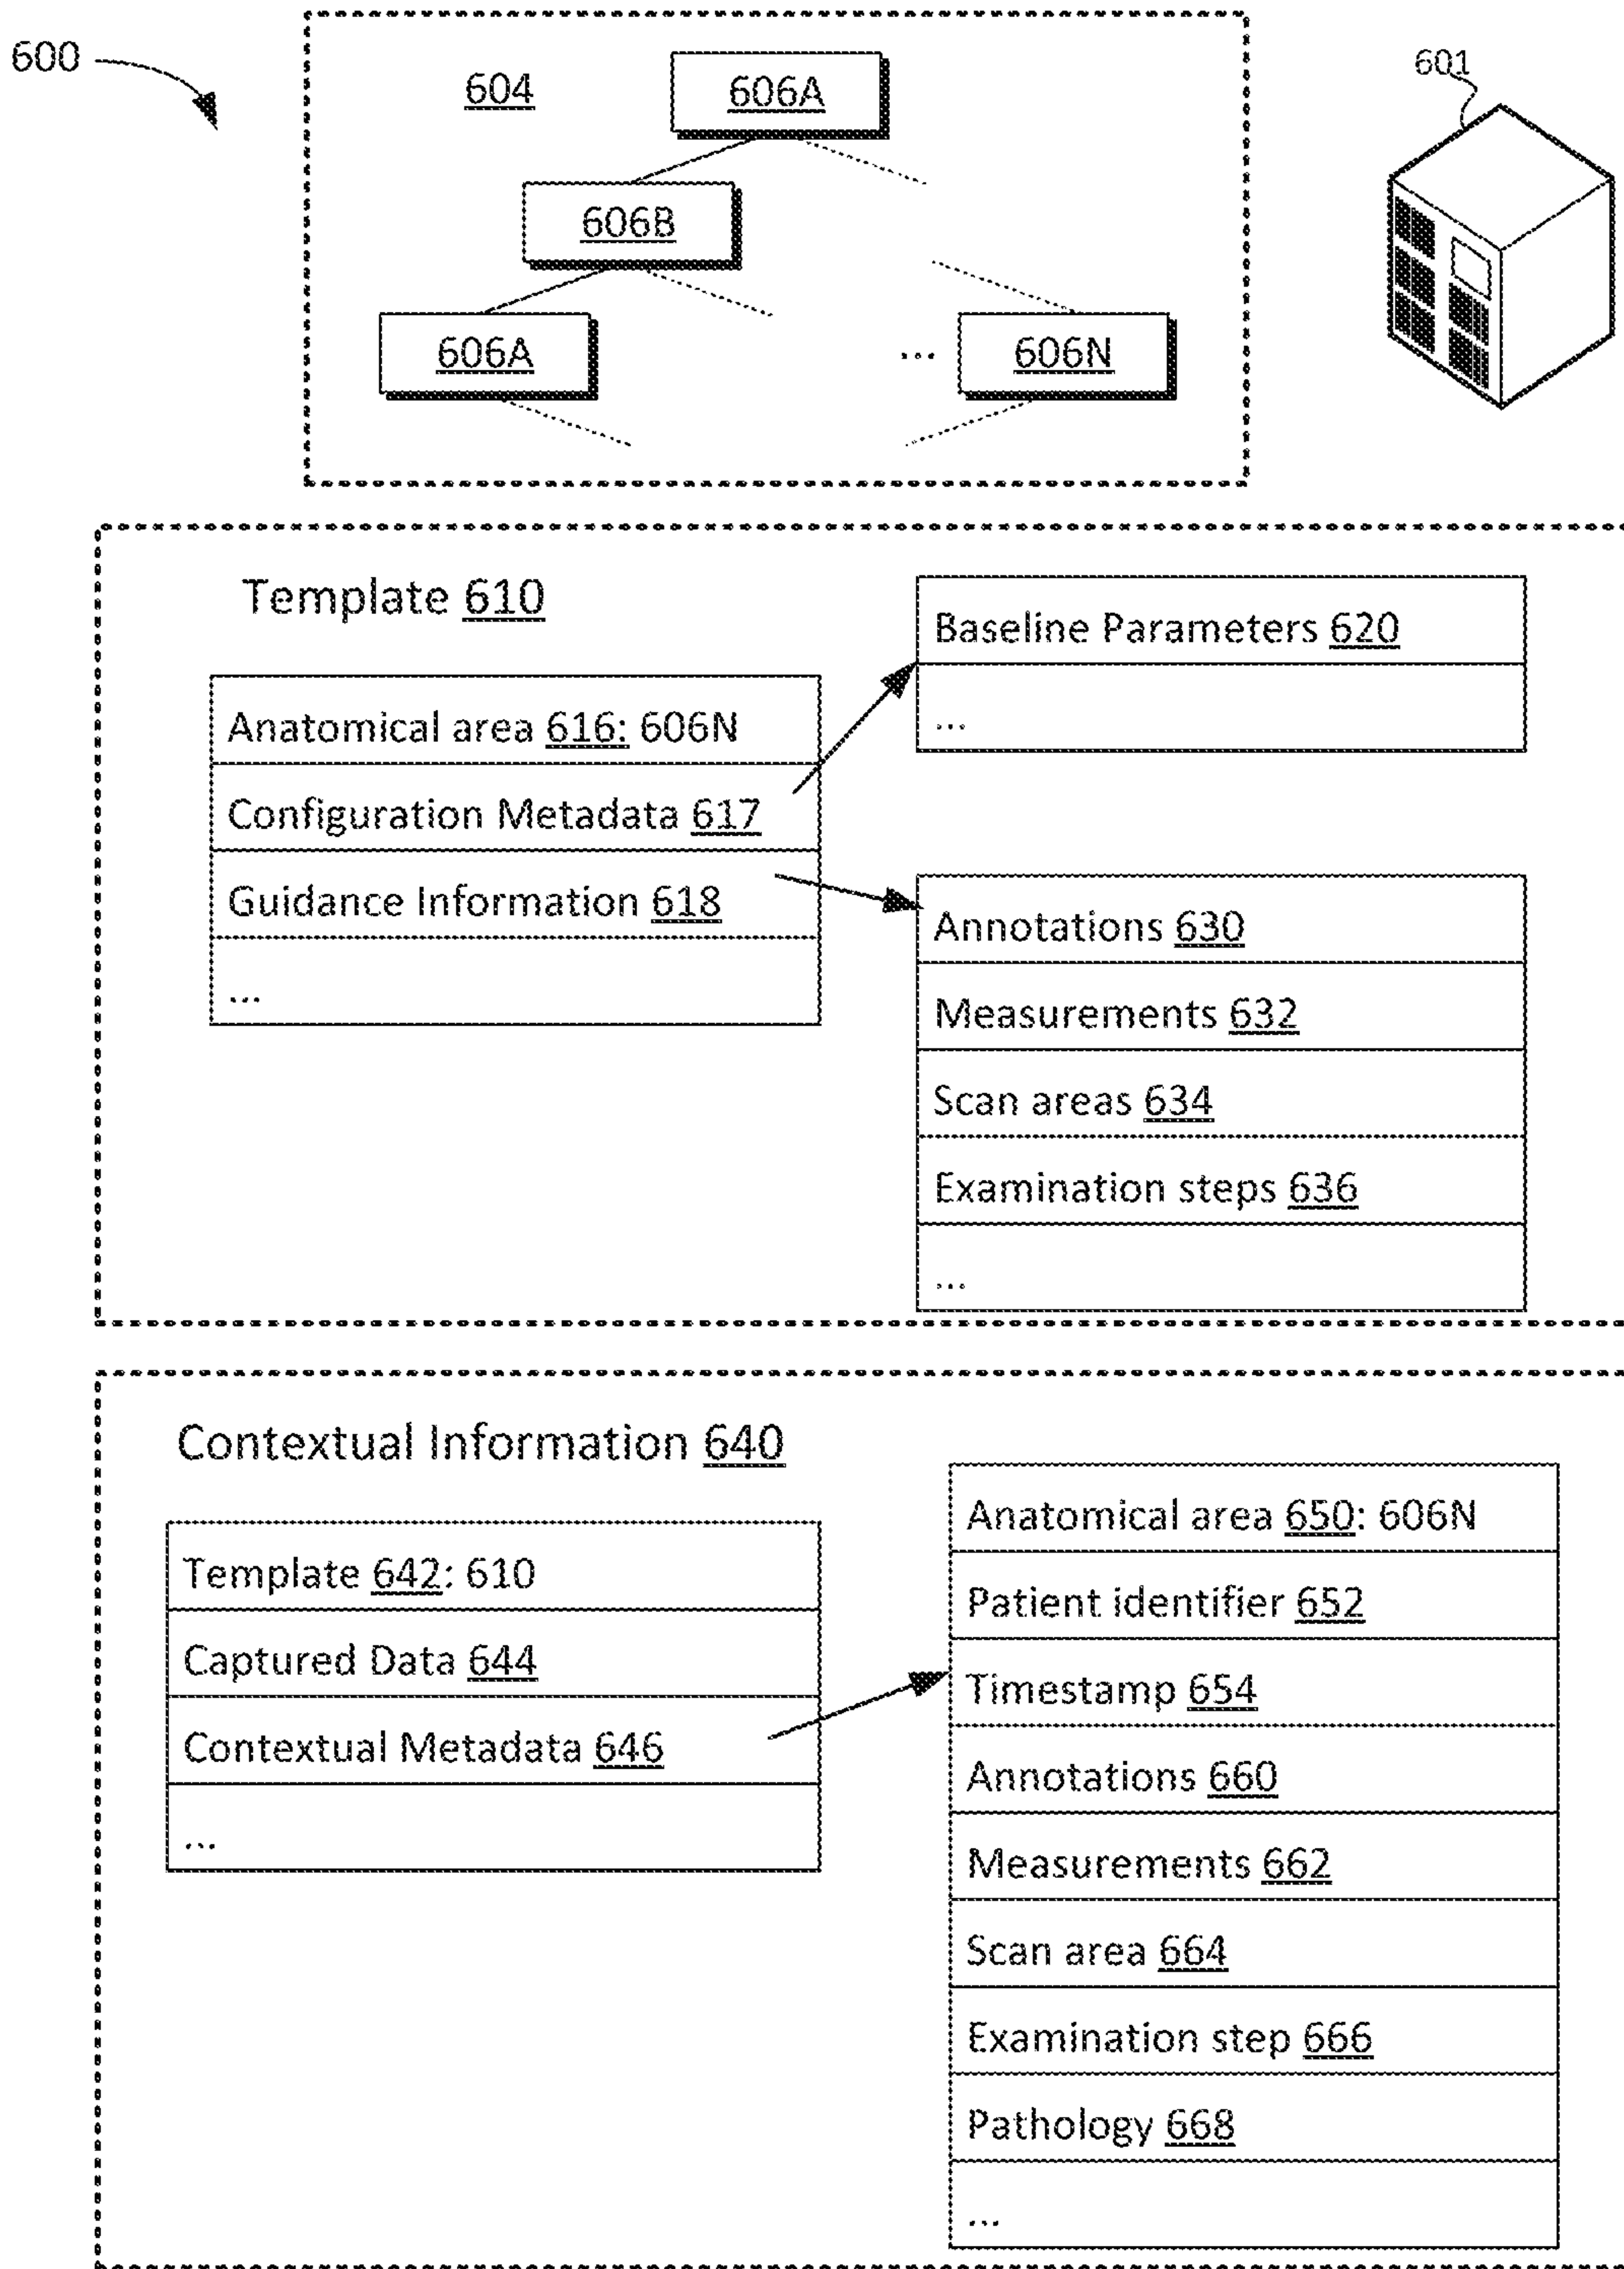 600
604
606A
601
606B
606A
...
606N
Template 610
Anatomical area 616: 606N
Configuration Metadata 617
Guidance Information 618
...
Baseline Parameters 620
...
Annotations 630
Measurements 632
Scan areas 634
Examination steps 636
...
Contextual Information 640
Template 642: 610
Captured Data 644
Contextual Metadata 646
...
Anatomical area 650: 606N
Patient identifier 652
Timestamp 654
Annotations 660
Measurements 662
Scan area 664
Examination step 666
Pathology 668
...